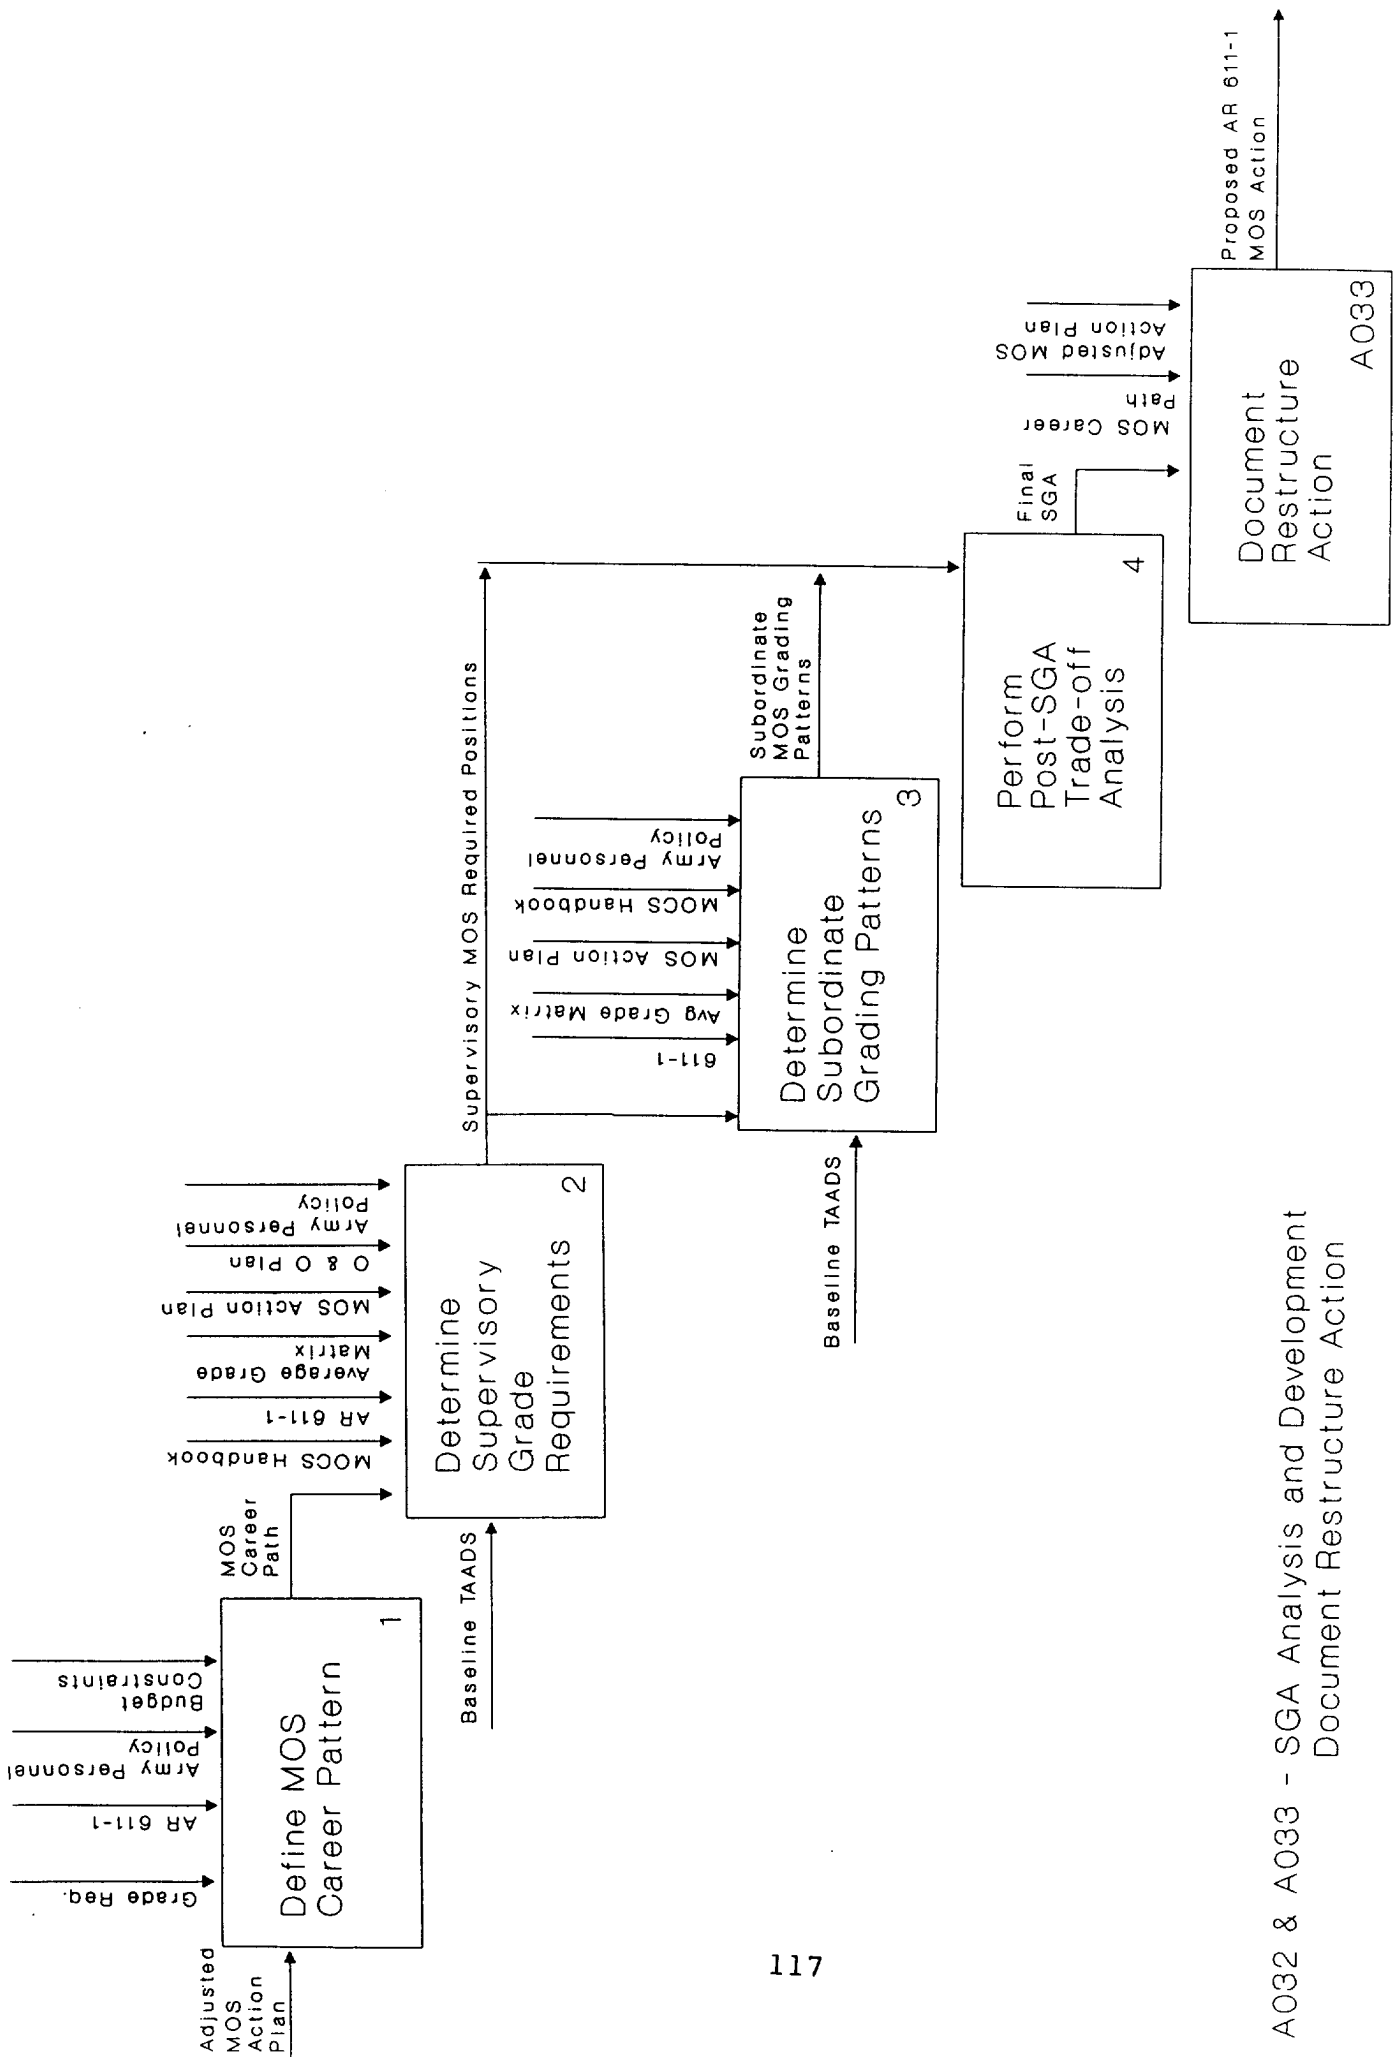 Adjusted
MOS
Action
Plan
Grade Req.
AR 611-1
Army Personnel
Policy
Budget
Constraints
Define MOS
Career Pattern
1
MOS
Career
Path
MOCS Handbook
AR 611-1
Average Grade
Matrix
MOS Action Plan
O & O Plan
Army Personnel
Policy
Baseline TAADS
Determine
Supervisory
Grade
Requirements
2
Supervisory MOS Required Positions
611-1
Avg Grade Matrix
MOS Action Plan
MOCS Handbook
Army Personnel
Policy
Baseline TAADS
Determine
Subordinate
Grading Patterns
3
Subordinate
MOS Grading
Patterns
Perform
Post-SGA
Trade-off
Analysis
4
Final
SGA
MOS Career
Path
Adjusted MOS
Action Plan
Document
Restructure
Action
A033
Proposed AR 611-1
MOS Action
A032 & A033 - SGA Analysis and Development
Document Restructure Action
117